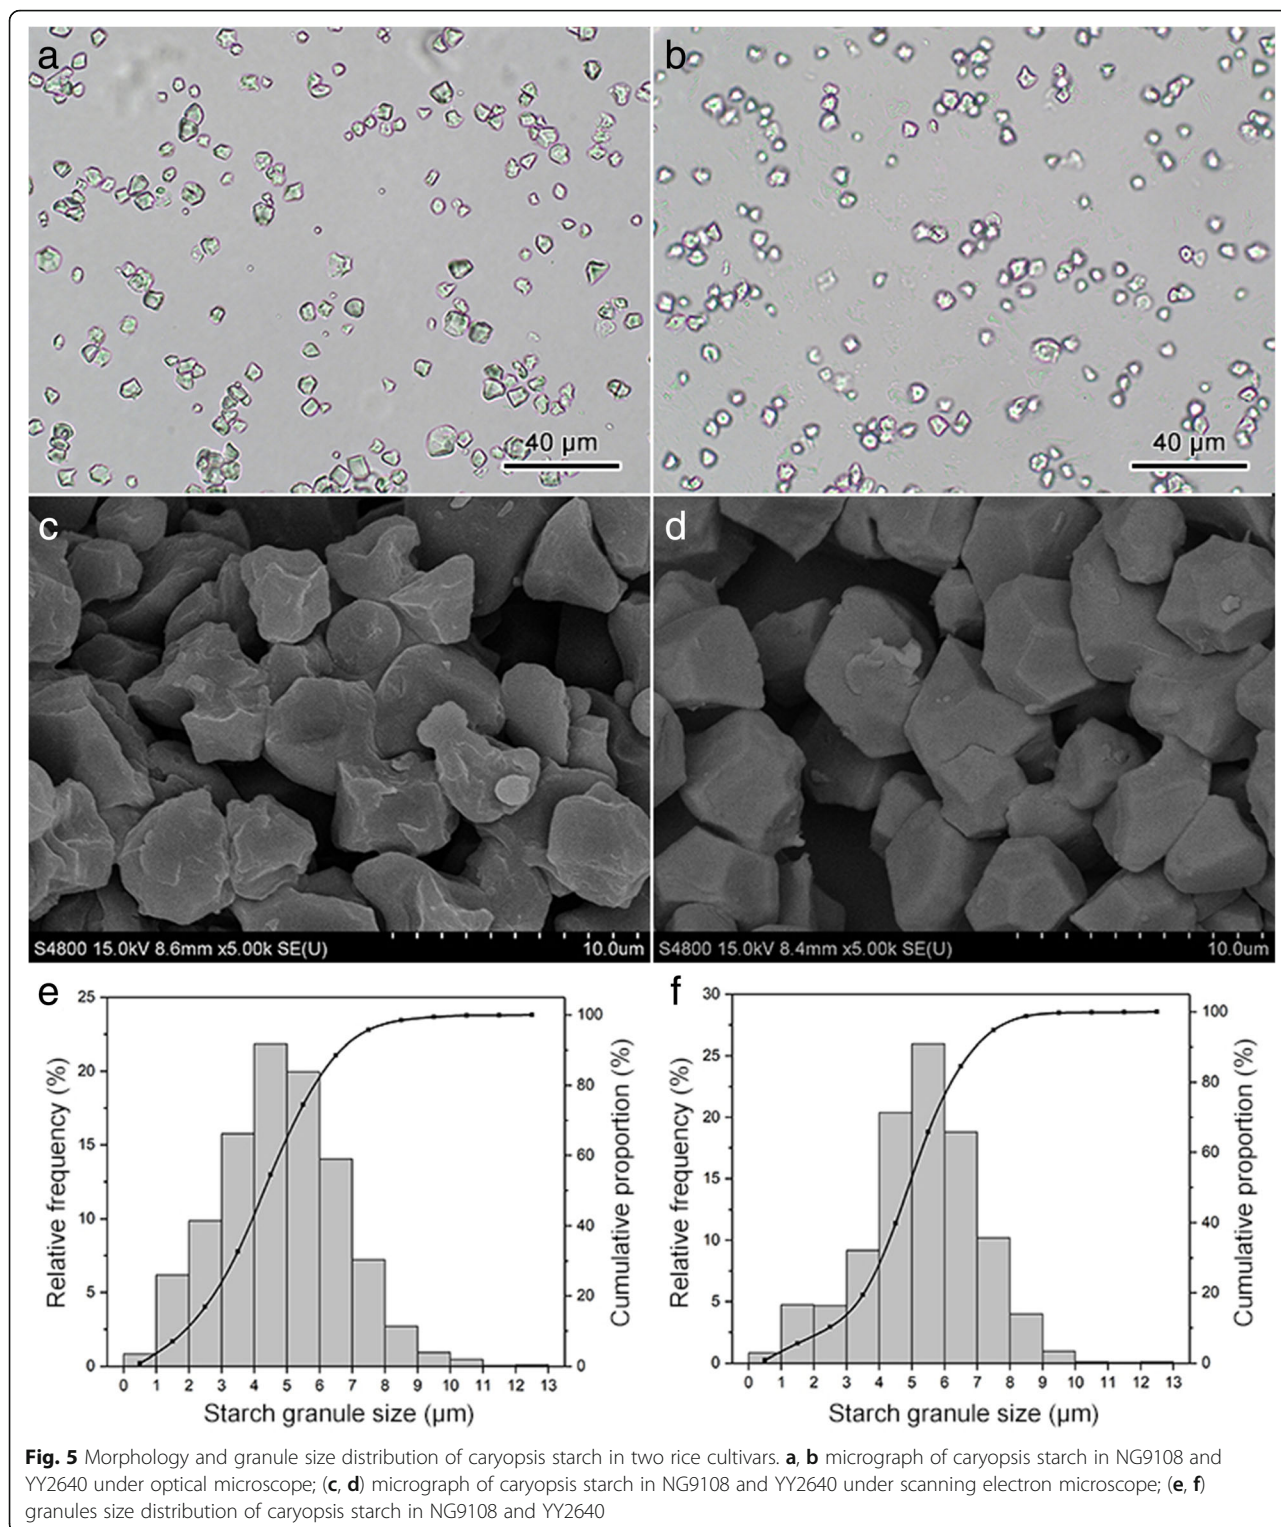 a
b
40 µm
40 µm
c
d
S4800 15.0kV 8.6mm x5.00k SE(U)
10.0um
S4800 15.0kV 8.4mm x5.00k SE(U)
10.0um
e
25
20
15
10
5
0
Relative frequency (%)
100
80
60
40
20
0
Cumulative proportion (%)
0 1 2 3 4 5 6 7 8 9 10 11 12 13
Starch granule size (µm)
f
30
25
20
15
10
5
0
Relative frequency (%)
100
80
60
40
20
0
Cumulative proportion (%)
0 1 2 3 4 5 6 7 8 9 10 11 12 13
Starch granule size (µm)
Fig. 5 Morphology and granule size distribution of caryopsis starch in two rice cultivars. a, b micrograph of caryopsis starch in NG9108 and
YY2640 under optical microscope; (c, d) micrograph of caryopsis starch in NG9108 and YY2640 under scanning electron microscope; (e, f)
granules size distribution of caryopsis starch in NG9108 and YY2640